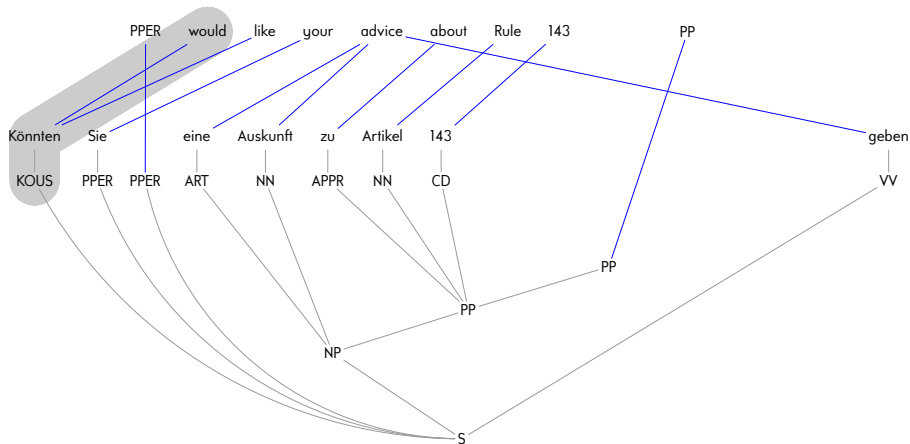 PPER would like your advice about Rule 143 PP
Könnten Sie eine Auskunft zu Artikel 143 geben
KOUS PPER PPER ART NN APPR NN CD VV
PP
PP
NP
S